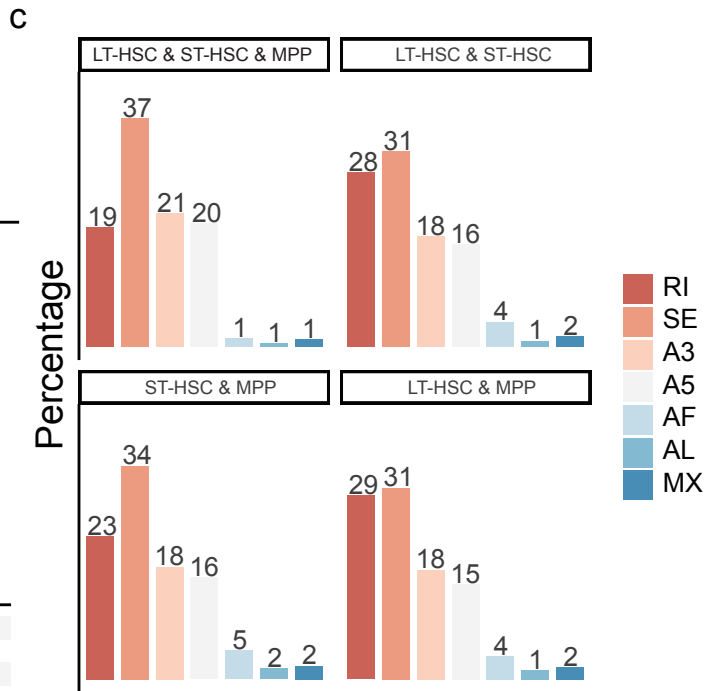 c
LT-HSC & ST-HSC & MPP
LT-HSC & ST-HSC
37
31
28
19
21
20
18
16
1
1
1
4
1
2
Percentage
ST-HSC & MPP
LT-HSC & MPP
34
23
18
16
5
2
2
29
31
18
15
4
1
2
RI
SE
A3
A5
AF
AL
MX